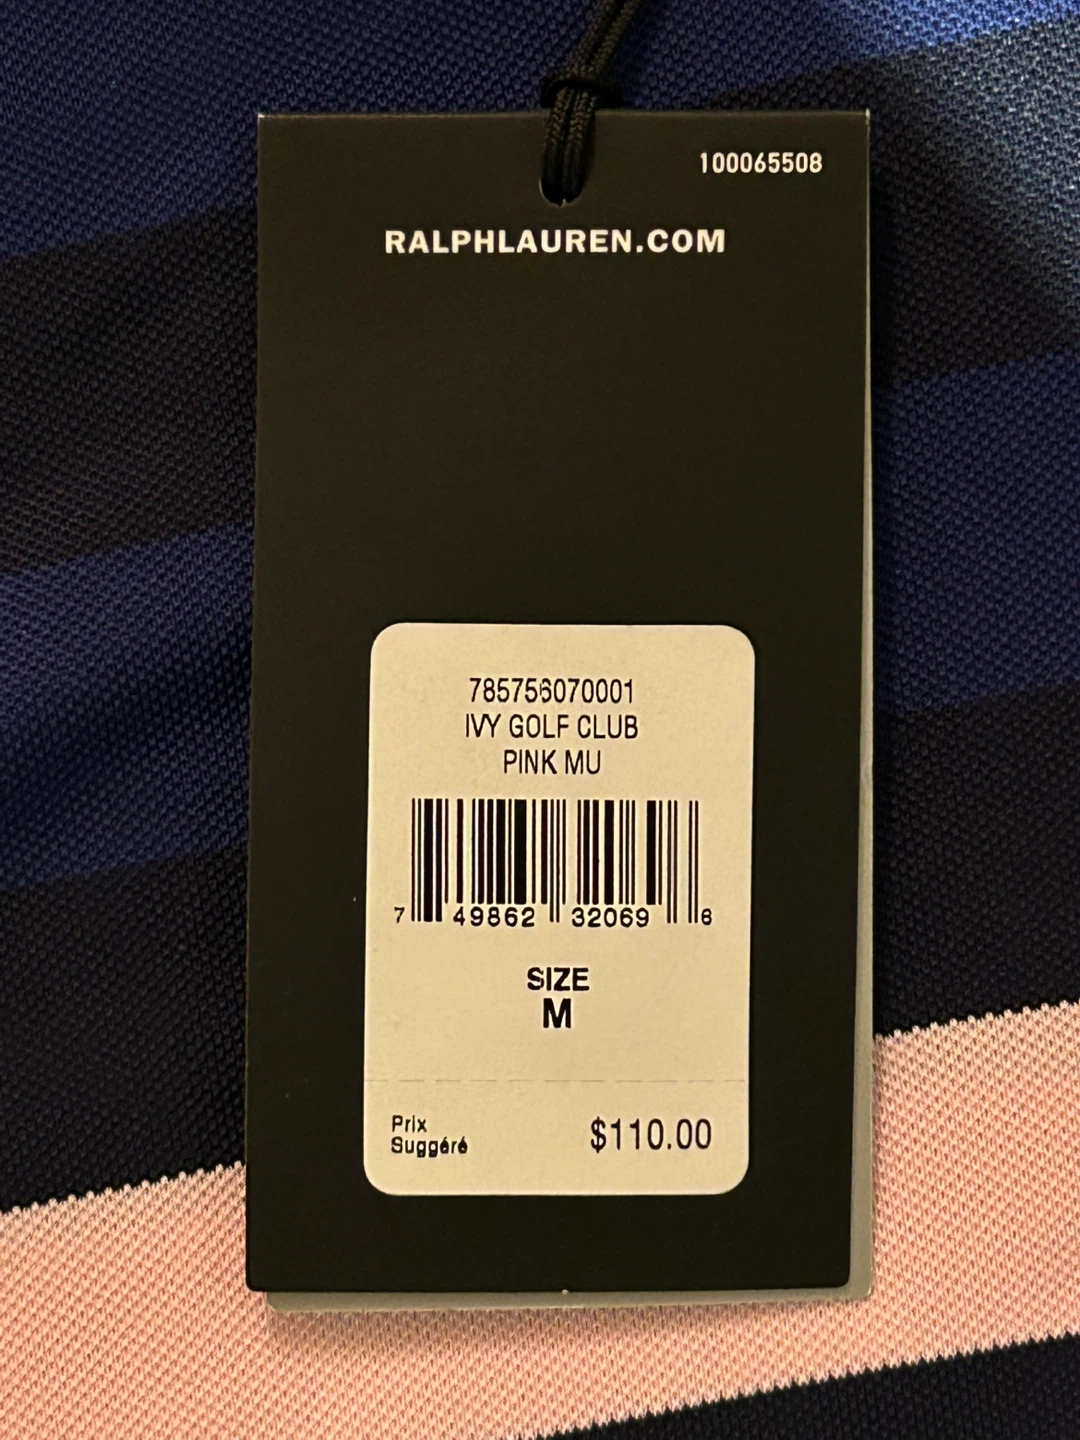 100065508
RALPHLAUREN.COM
785756070001
IVY GOLF CLUB
PINK MU
7 49862 32069 6
SIZE
M
Prix
Suggéré
$110.00